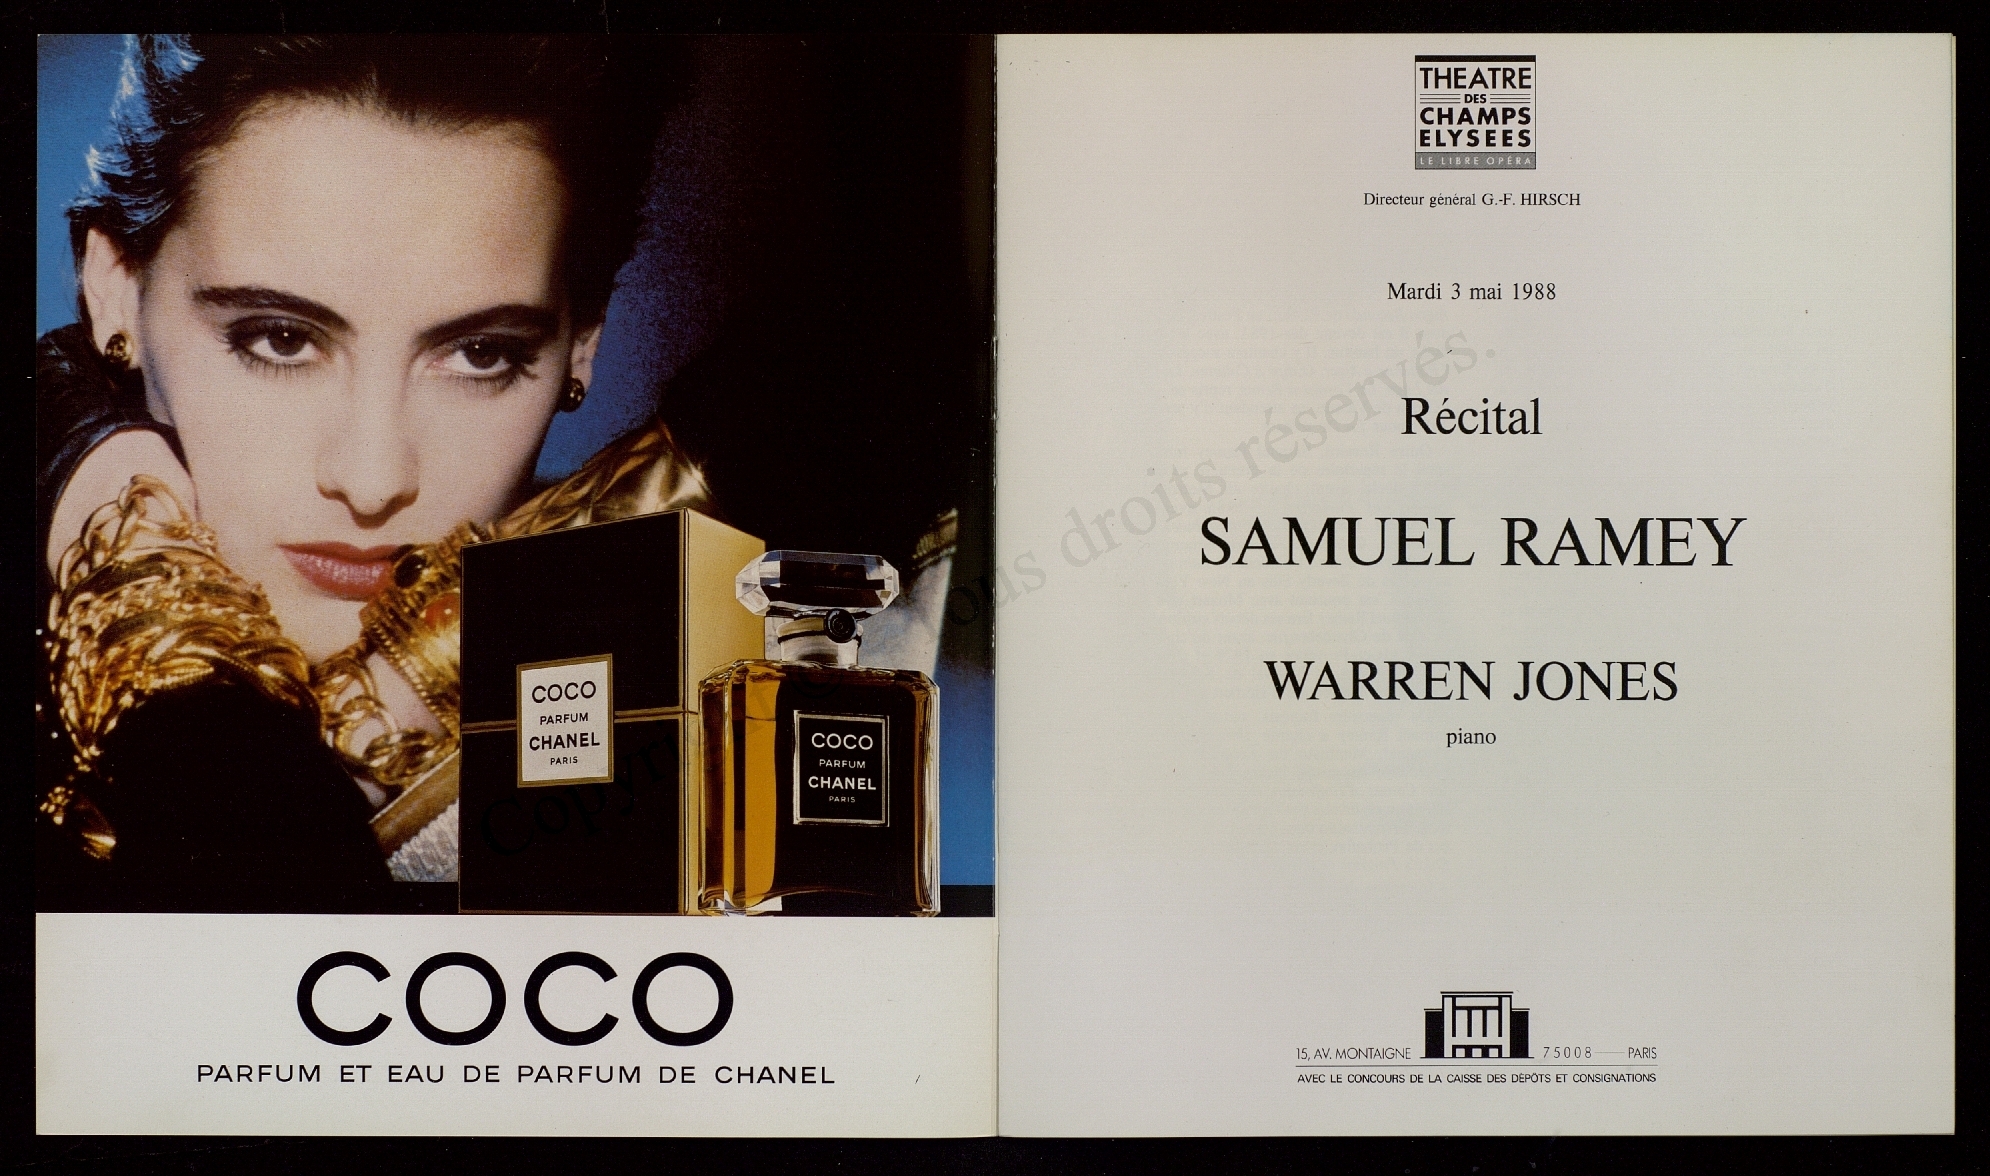 COCO
PARFUM
CHANEL
PARIS
COCO
PARFUM
CHANEL
PARIS
COCO
PARFUM ET EAU DE PARFUM DE CHANEL
THEATRE
DES
CHAMPS
ELYSEES
LE LIBRE OPÉRA
Directeur général G.-F. HIRSCH
Mardi 3 mai 1988
Récital
SAMUEL RAMEY
WARREN JONES
piano
15, AV. MONTAIGNE 75008 PARIS
AVEC LE CONCOURS DE LA CAISSE DES DÉPÔTS ET CONSIGNATIONS
droits réservés.